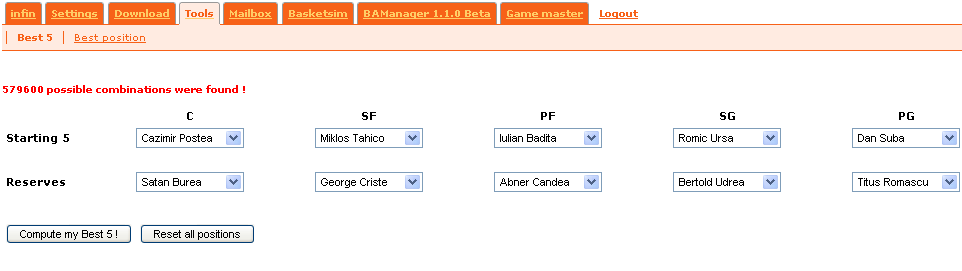 infin Settings Download Tools Mailbox Basketsim BAManager 1.1.0 Beta Game master Logout
Best 5 | Best position
579600 possible combinations were found !
C SF PF SG PG
Starting 5 Cazimir Postea Miklos Tahico Iulian Badita Romic Ursa Dan Suba
Reserves Satan Burea George Criste Abner Candea Bertold Udrea Titus Romascu
Compute my Best 5 ! Reset all positions